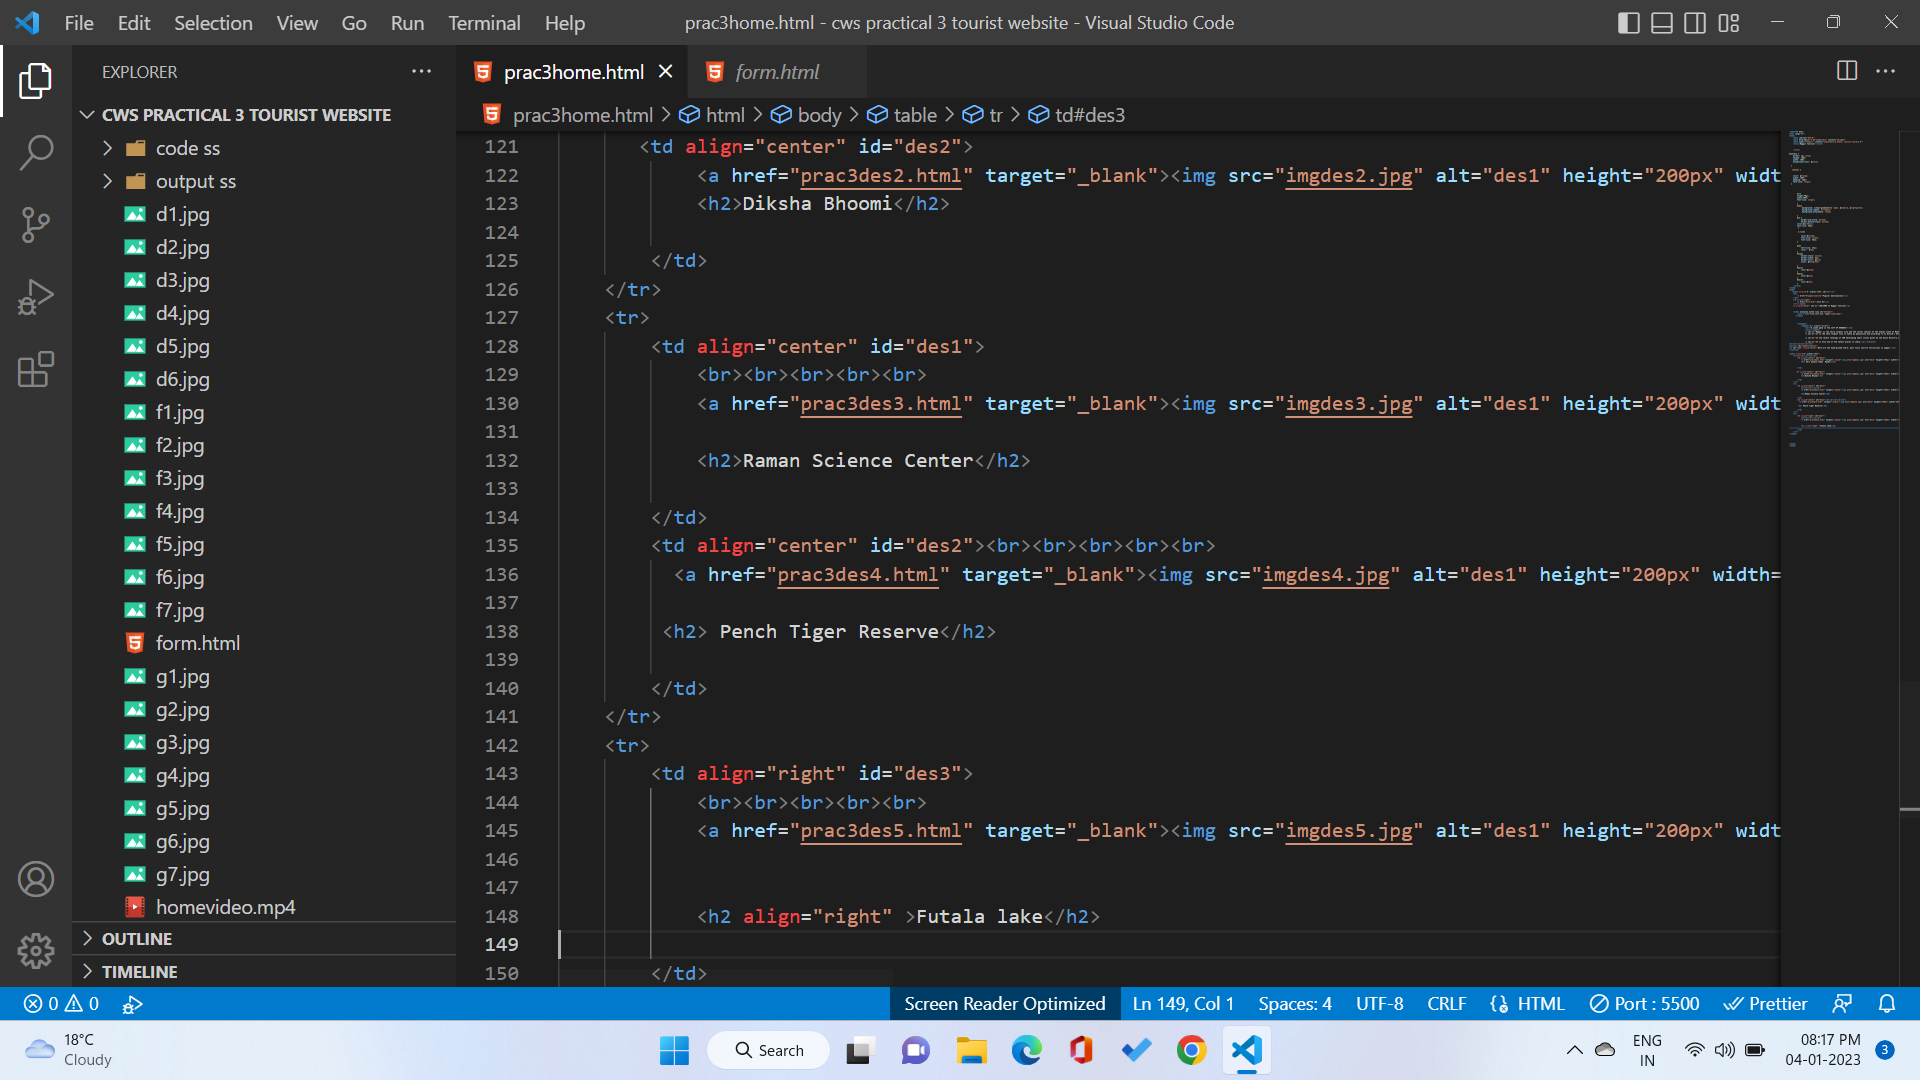 File Edit Selection View Go Run Terminal Help
prac3home.html - cws practical 3 tourist website - Visual Studio Code
EXPLORER
CWS PRACTICAL 3 TOURIST WEBSITE
code ss
output ss
d1.jpg
d2.jpg
d3.jpg
d4.jpg
d5.jpg
d6.jpg
f1.jpg
f2.jpg
f3.jpg
f4.jpg
f5.jpg
f6.jpg
f7.jpg
form.html
g1.jpg
g2.jpg
g3.jpg
g4.jpg
g5.jpg
g6.jpg
g7.jpg
homevideo.mp4
OUTLINE
TIMELINE
prac3home.html form.html
prac3home.html > html > body > table > tr > td#des3
121 <td align="center" id="des2">
122 <a href="prac3des2.html" target="_blank"><img src="imgdes2.jpg" alt="des1" height="200px" widt
123 <h2>Diksha Bhoomi</h2>
124
125 </td>
126 </tr>
127 <tr>
128 <td align="center" id="des1">
129 <br><br><br><br><br>
130 <a href="prac3des3.html" target="_blank"><img src="imgdes3.jpg" alt="des1" height="200px" widt
131
132 <h2>Raman Science Center</h2>
133
134 </td>
135 <td align="center" id="des2"><br><br><br><br><br>
136 <a href="prac3des4.html" target="_blank"><img src="imgdes4.jpg" alt="des1" height="200px" width=
137
138 <h2> Pench Tiger Reserve</h2>
139
140 </td>
141 </tr>
142 <tr>
143 <td align="right" id="des3">
144 <br><br><br><br><br>
145 <a href="prac3des5.html" target="_blank"><img src="imgdes5.jpg" alt="des1" height="200px" widt
146
147
148 <h2 align="right" >Futala lake</h2>
149
150 </td>
0 0
Screen Reader Optimized Ln 149, Col 1 Spaces: 4 UTF-8 CRLF HTML Port : 5500 Prettier
18°C
Cloudy
Search
ENG
IN
08:17 PM
04-01-2023
3